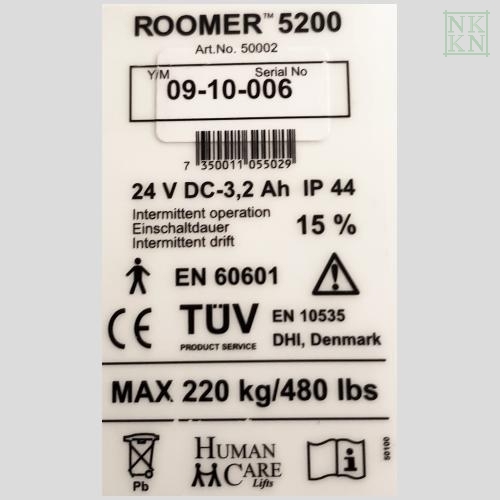 NK
KN
ROOMER™ 5200
Art.No. 50002
Y/M Serial No
09-10-006
7 350011 055029
24 V DC-3,2 Ah IP 44
Intermittent operation
Einschaltdauer 15 %
Intermittent drift
EN 60601
CE TÜV EN 10535
PRODUCT SERVICE DHI, Denmark
MAX 220 kg/480 lbs
HUMAN
CARE
Lifts
Pb
i
50100